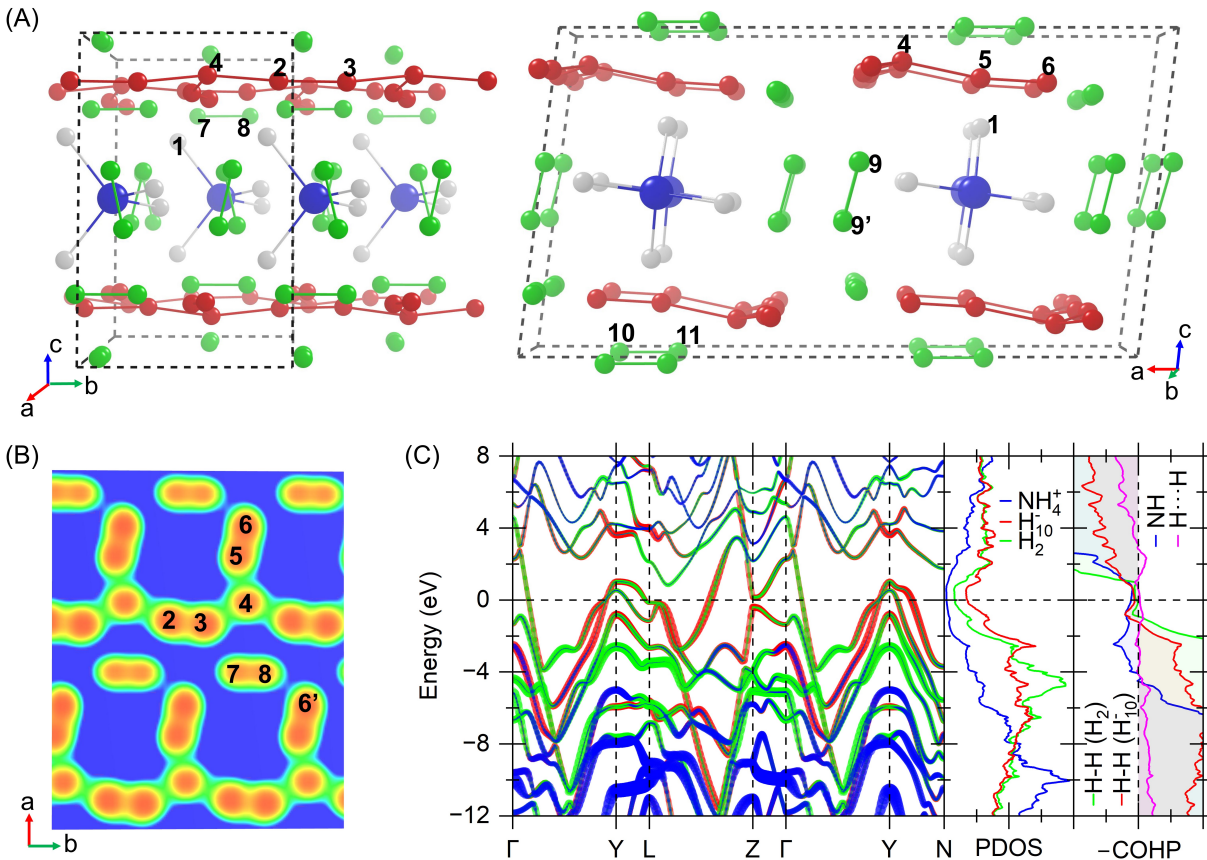 (A)
4
2
3
7
8
1
c
b
a
4
5
6
1
9
9'
10
11
c
a
b
(B)
6
5
4
2
3
7
8
6'
a
b
(C)
Energy (eV)
8
4
0
−4
−8
−12
Γ
Y
L
Z
Γ
Y
N
NH₄⁺
H₁₀⁻
H₂
PDOS
NH
H···H
H-H (H₂)
H-H (H₁₀⁻)
−COHP